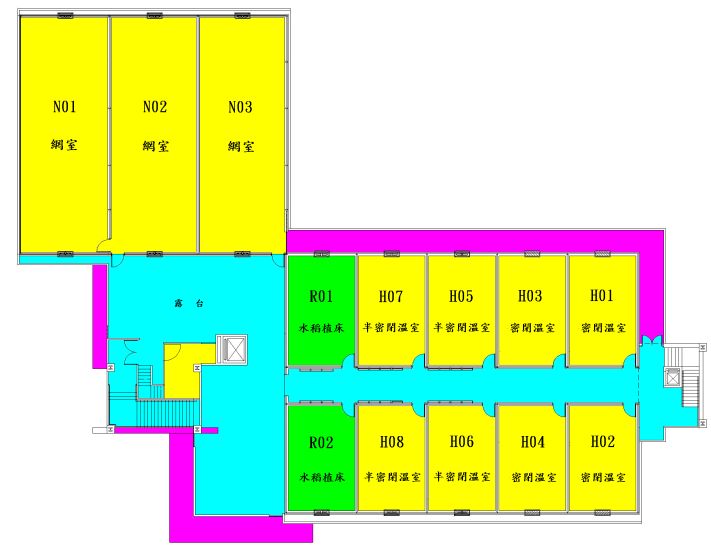 N01
網室
N02
網室
N03
網室
露台
R01
水稻植床
H07
半密閉溫室
H05
半密閉溫室
H03
密閉溫室
H01
密閉溫室
R02
水稻植床
H08
半密閉溫室
H06
半密閉溫室
H04
密閉溫室
H02
密閉溫室